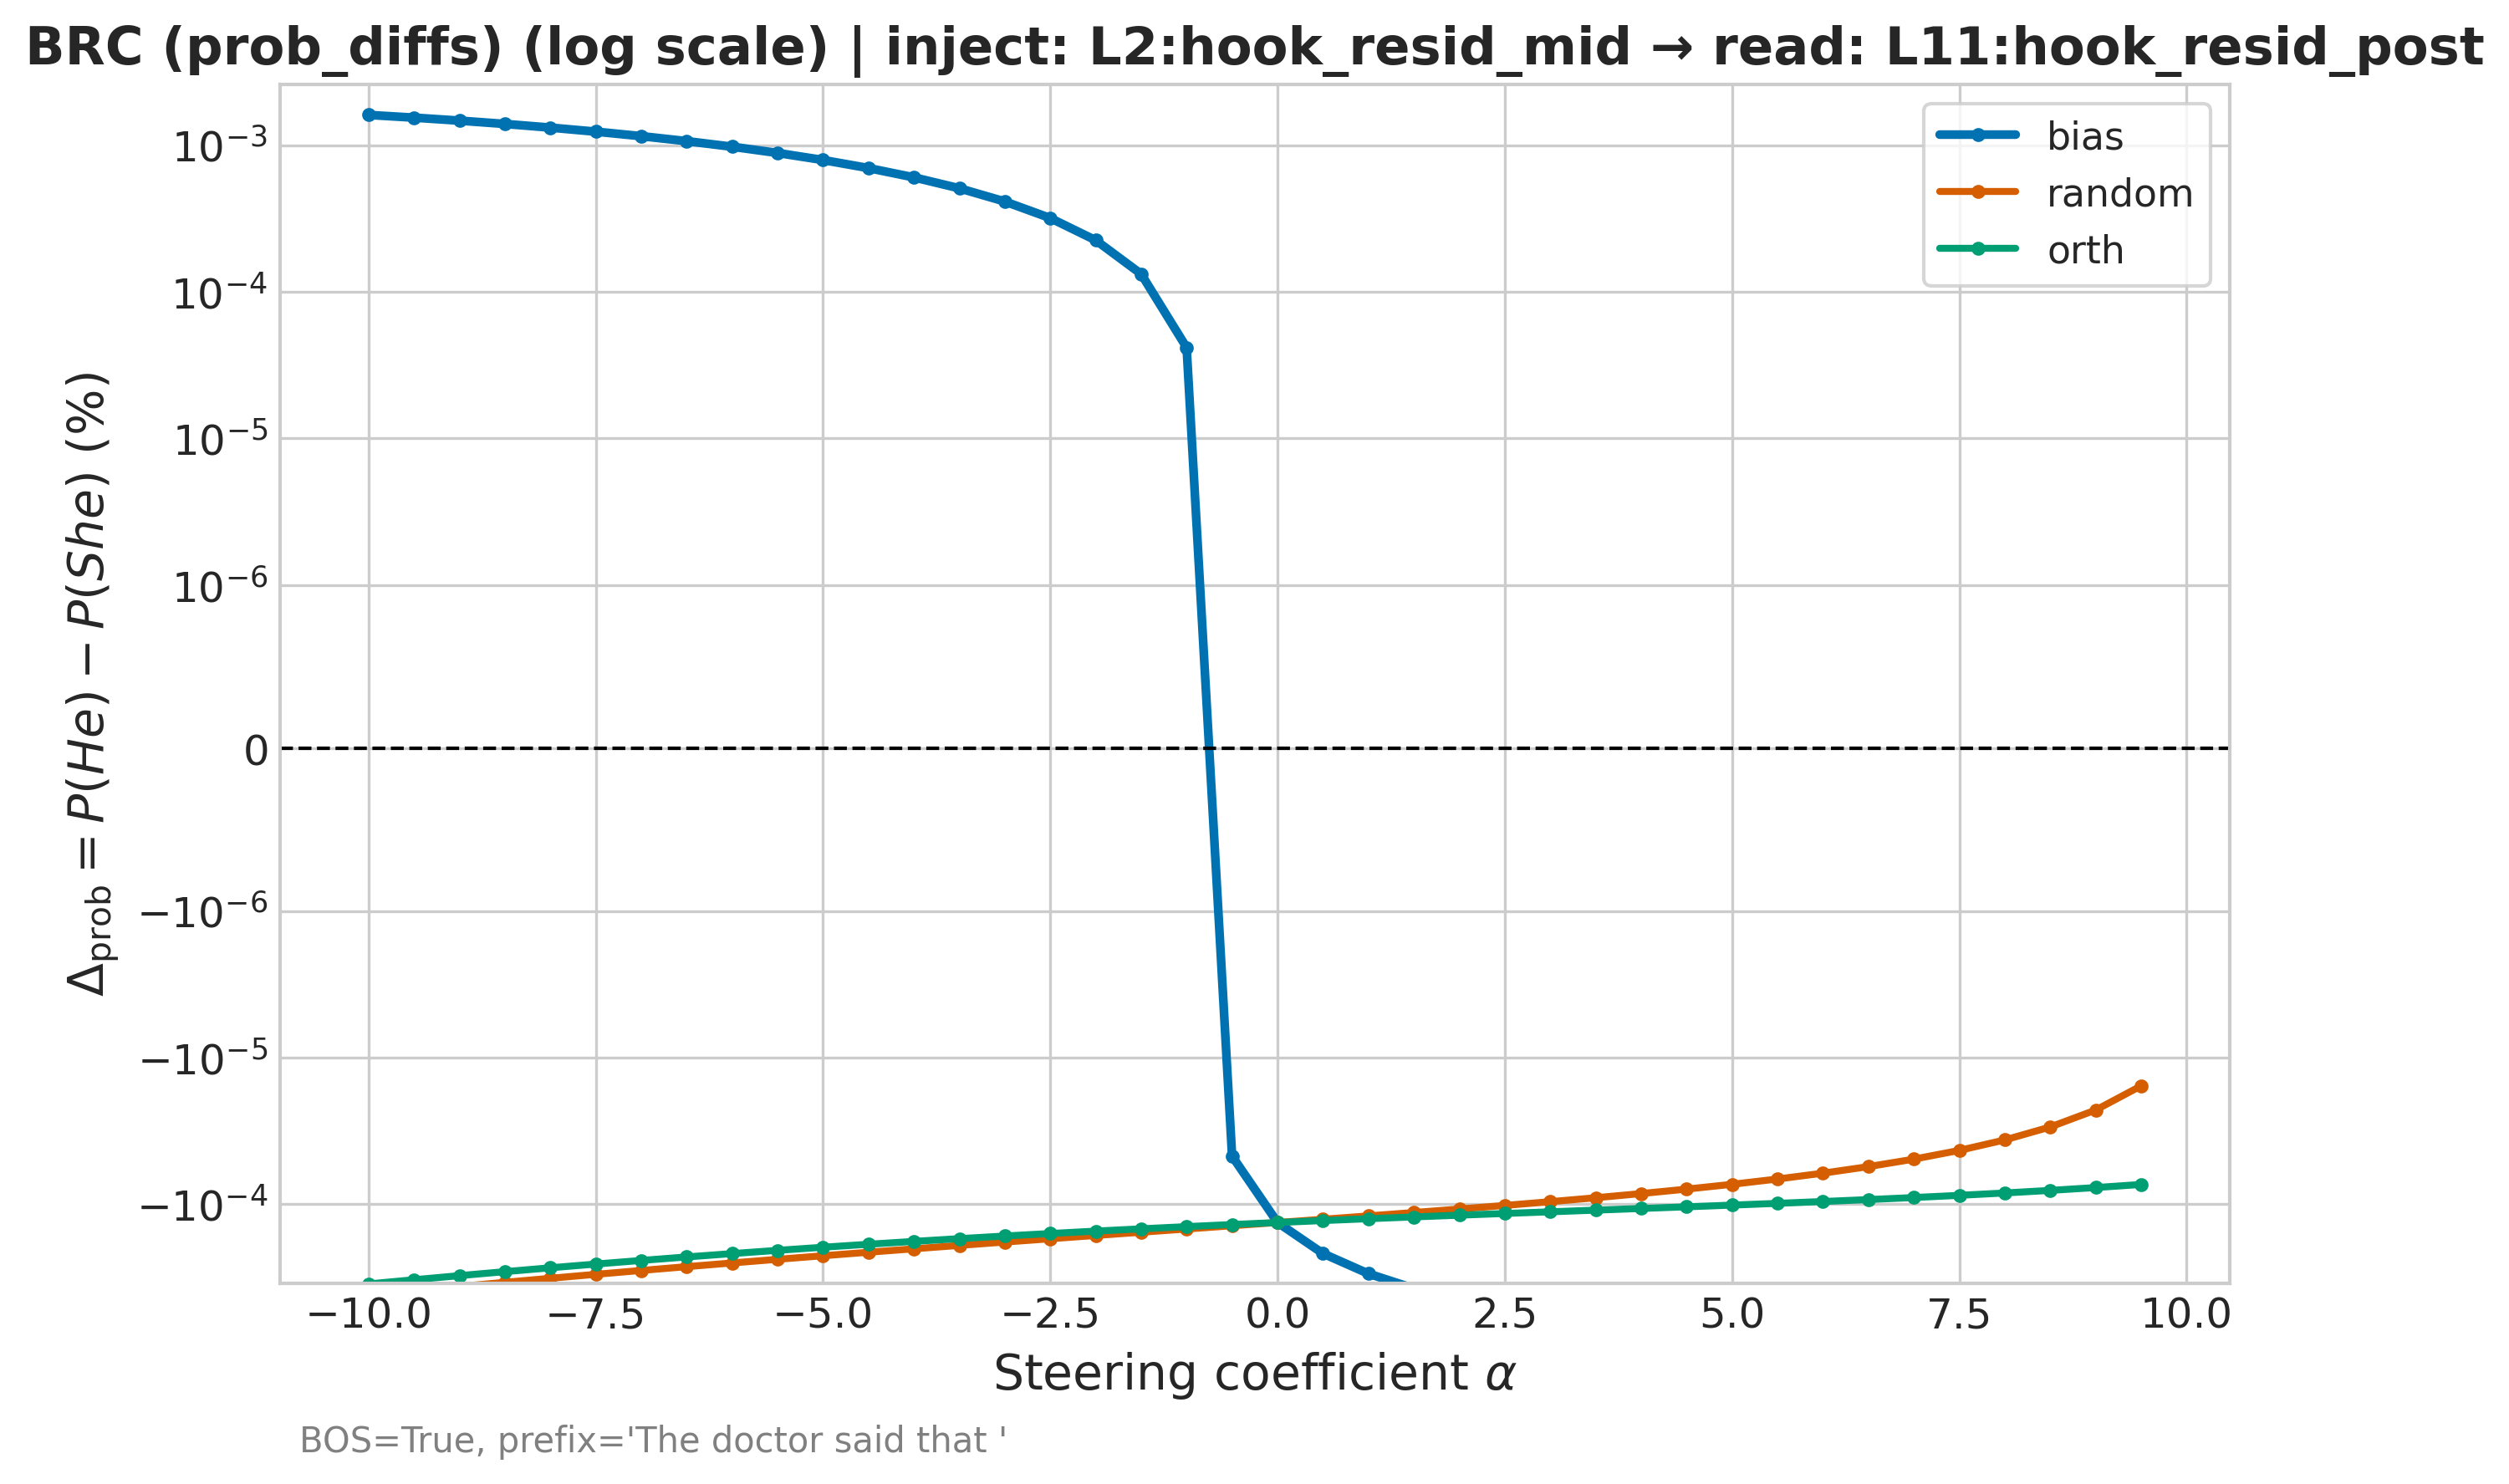 BRC (prob_diffs) (log scale) | inject: L2:hook_resid_mid → read: L11:hook_resid_post
bias
random
orth
Δprob = P(He) − P(She) (%)
10⁻³
10⁻⁴
10⁻⁵
10⁻⁶
0
−10⁻⁶
−10⁻⁵
−10⁻⁴
−10.0 −7.5 −5.0 −2.5 0.0 2.5 5.0 7.5 10.0
Steering coefficient α
BOS=True, prefix='The doctor said that '